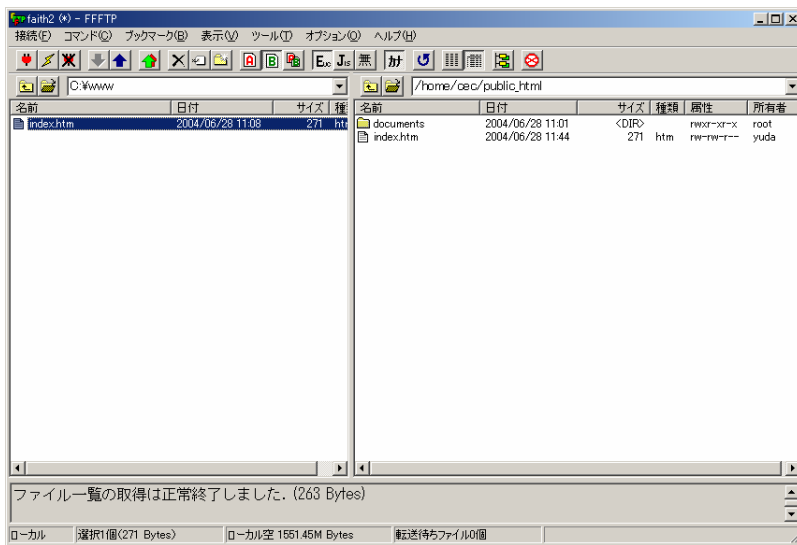 faith2 (*) - FFFTP
接続(F) コマンド(C) ブックマーク(B) 表示(V) ツール(T) オプション(O) ヘルプ(H)
A B Euc Jis 無 ｶﾅ
C:¥www
/home/cec/public_html
名前 日付 サイズ 種
index.htm 2004/06/28 11:08 271 htm
名前 日付 サイズ 種類 属性 所有者
documents 2004/06/28 11:01 <DIR> rwxr-xr-x root
index.htm 2004/06/28 11:44 271 htm rw-rw-r-- yuda
ファイル一覧の取得は正常終了しました. (263 Bytes)
ローカル 選択1個(271 Bytes) ローカル空 1551.45M Bytes 転送待ちファイル0個